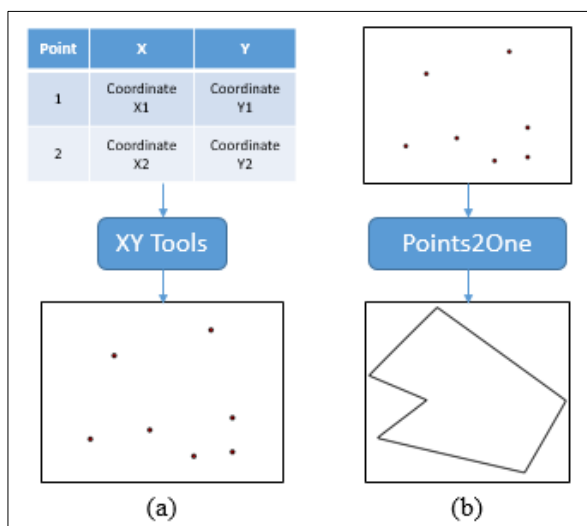 Point X Y
1 Coordinate X1 Coordinate Y1
2 Coordinate X2 Coordinate Y2
XY Tools
(a)
Points2One
(b)